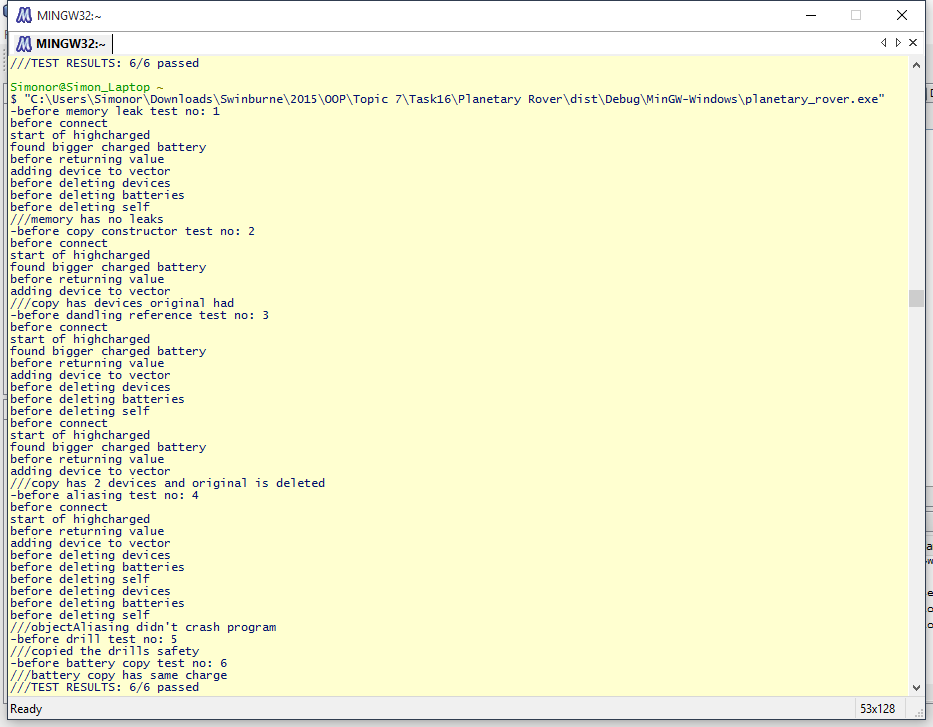 MINGW32:~
MINGW32:~
///TEST RESULTS: 6/6 passed
Simonor@Simon_Laptop ~
$ "C:\Users\Simonor\Downloads\Swinburne\2015\OOP\Topic 7\Task16\Planetary Rover\dist\Debug\MinGW-Windows\planetary_rover.exe"
-before memory leak test no: 1
before connect
start of highcharged
found bigger charged battery
before returning value
adding device to vector
before deleting devices
before deleting batteries
before deleting self
///memory has no leaks
-before copy constructor test no: 2
before connect
start of highcharged
found bigger charged battery
before returning value
adding device to vector
///copy has devices original had
-before dandling reference test no: 3
before connect
start of highcharged
found bigger charged battery
before returning value
adding device to vector
before deleting devices
before deleting batteries
before deleting self
before connect
start of highcharged
found bigger charged battery
before returning value
adding device to vector
///copy has 2 devices and original is deleted
-before aliasing test no: 4
before connect
start of highcharged
before returning value
adding device to vector
before deleting devices
before deleting batteries
before deleting self
before deleting devices
before deleting batteries
before deleting self
///objectAliasing didn't crash program
-before drill test no: 5
///copied the drills safety
-before battery copy test no: 6
///battery copy has same charge
///TEST RESULTS: 6/6 passed
Ready
53x128